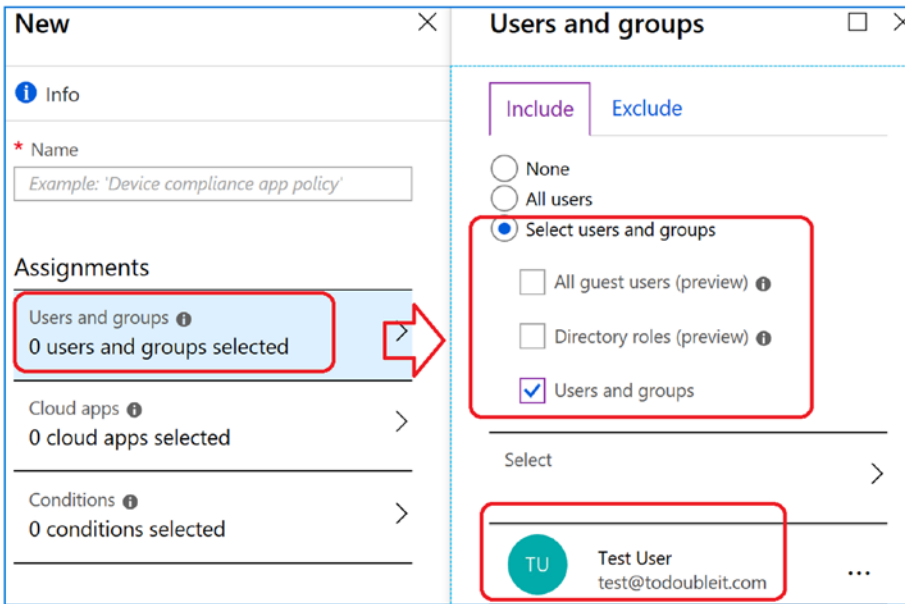 New
Info
* Name
Example: 'Device compliance app policy'
Assignments
Users and groups
0 users and groups selected
Cloud apps
0 cloud apps selected
Conditions
0 conditions selected
Users and groups
Include Exclude
None
All users
Select users and groups
All guest users (preview)
Directory roles (preview)
Users and groups
Select
TU
Test User
test@todoubleit.com
...